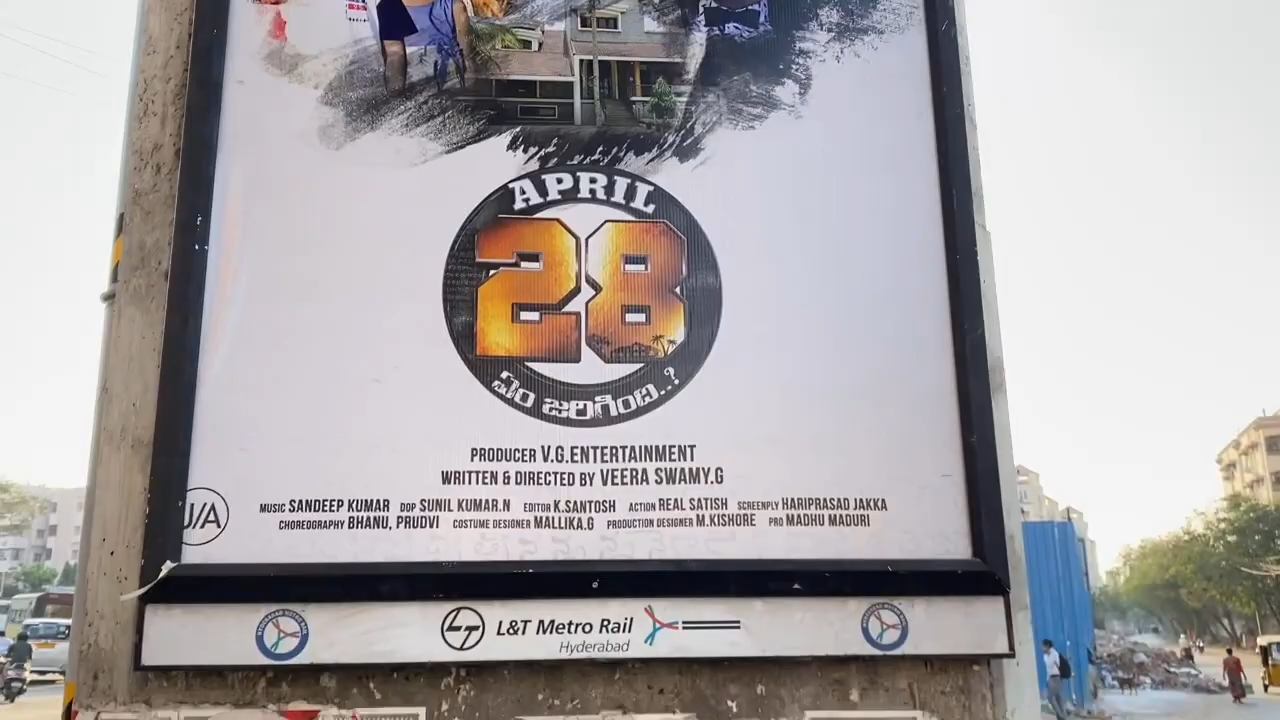 APRIL
28
ఏం జరిగింది..?
PRODUCER V.G.ENTERTAINMENT
WRITTEN & DIRECTED BY VEERA SWAMY.G
MUSIC SANDEEP KUMAR DOP SUNIL KUMAR.N EDITOR K.SANTOSH ACTION REAL SATISH SCREENPLY HARIPRASAD JAKKA
CHOREOGRAPHY BHANU, PRUDVI COSTUME DESIGNER MALLIKA.G PRODUCTION DESIGNER M.KISHORE PRO MADHU MADURI
U/A
LT L&T Metro Rail
Hyderabad